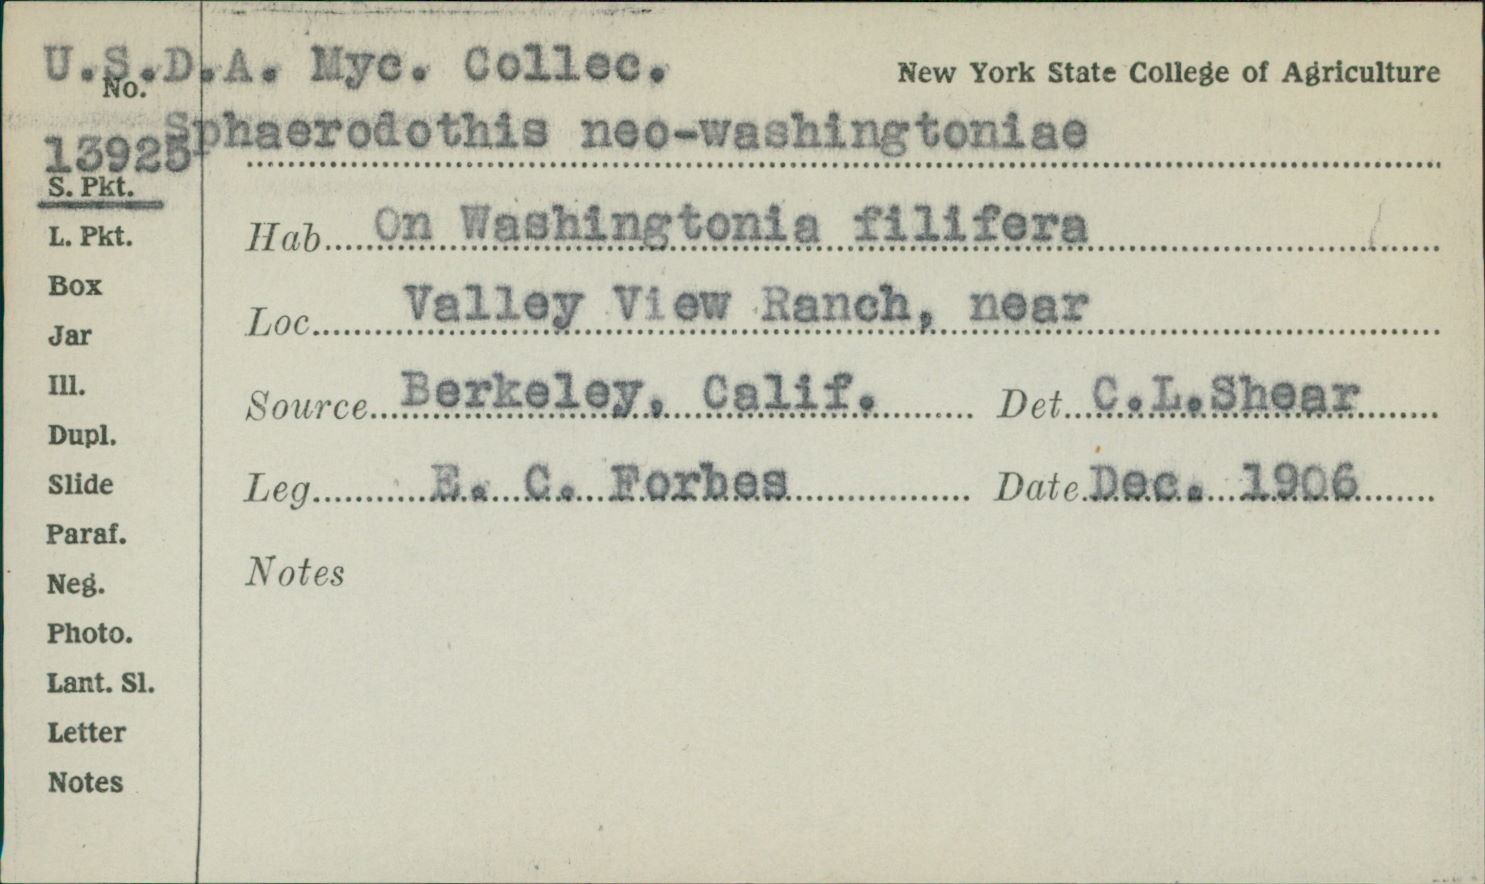 U.S.D.A. Myc. Collec.
No.
New York State College of Agriculture
13925
Sphaerodothis neo-washingtoniae
S. Pkt.
L. Pkt.
Hab. On Washingtonia filifera
Box
Loc. Valley View Ranch, near
Jar
Ill.
Source Berkeley, Calif. Det. C.L.Shear
Dupl.
Slide
Leg. E. C. Forbes Date Dec. 1906
Paraf.
Neg.
Notes
Photo.
Lant. Sl.
Letter
Notes